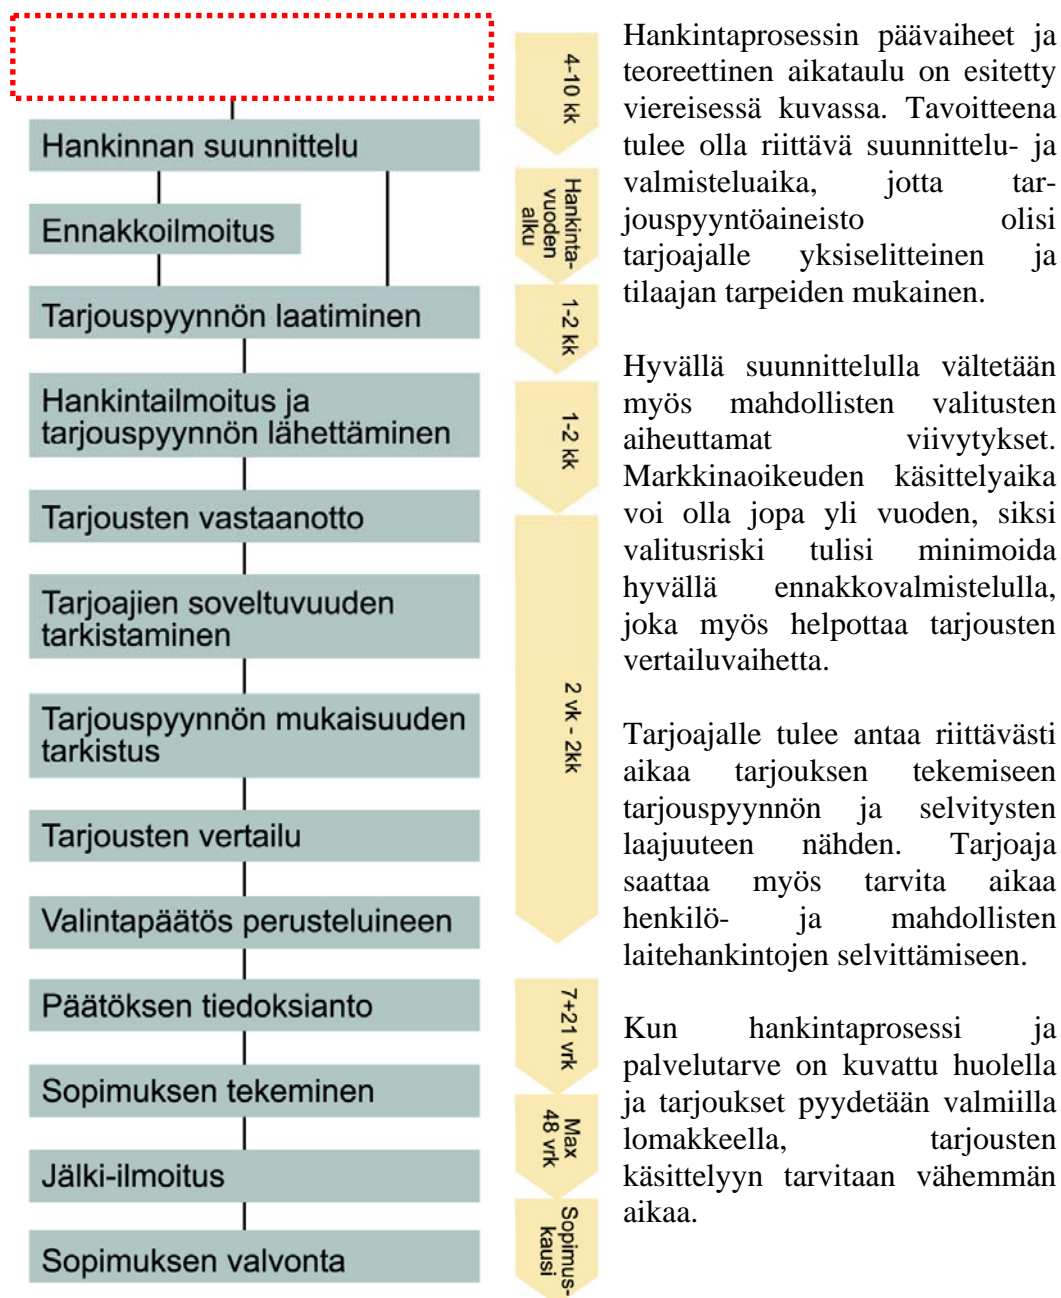 Hankinnan suunnittelu
Ennakkoilmoitus
Tarjouspyynnön laatiminen
Hankintailmoitus ja
tarjouspyynnön lähettäminen
Tarjousten vastaanotto
Tarjoajien soveltuvuuden
tarkistaminen
Tarjouspyynnön mukaisuuden
tarkistus
Tarjousten vertailu
Valintapäätös perusteluineen
Päätöksen tiedoksianto
Sopimuksen tekeminen
Jälki-ilmoitus
Sopimuksen valvonta
4-10 kk
Hankinta-
vuoden
alku
1-2 kk
1-2 kk
2 vk - 2kk
7+21 vrk
Max
48 vrk
Sopimus-
kausi
Hankintaprosessin päävaiheet ja
teoreettinen aikataulu on esitetty
viereisessä kuvassa. Tavoitteena
tulee olla riittävä suunnittelu- ja
valmisteluaika, jotta tar-
jouspyyntöaineisto olisi
tarjoajalle yksiselitteinen ja
tilaajan tarpeiden mukainen.
Hyvällä suunnittelulla vältetään
myös mahdollisten valitusten
aiheuttamat viivytykset.
Markkinaoikeuden käsittelyaika
voi olla jopa yli vuoden, siksi
valitusriski tulisi minimoida
hyvällä ennakkovalmistelulla,
joka myös helpottaa tarjousten
vertailuvaihetta.
Tarjoajalle tulee antaa riittävästi
aikaa tarjouksen tekemiseen
tarjouspyynnön ja selvitysten
laajuuteen nähden. Tarjoaja
saattaa myös tarvita aikaa
henkilö- ja mahdollisten
laitehankintojen selvittämiseen.
Kun hankintaprosessi ja
palvelutarve on kuvattu huolella
ja tarjoukset pyydetään valmiilla
lomakkeella, tarjousten
käsittelyyn tarvitaan vähemmän
aikaa.